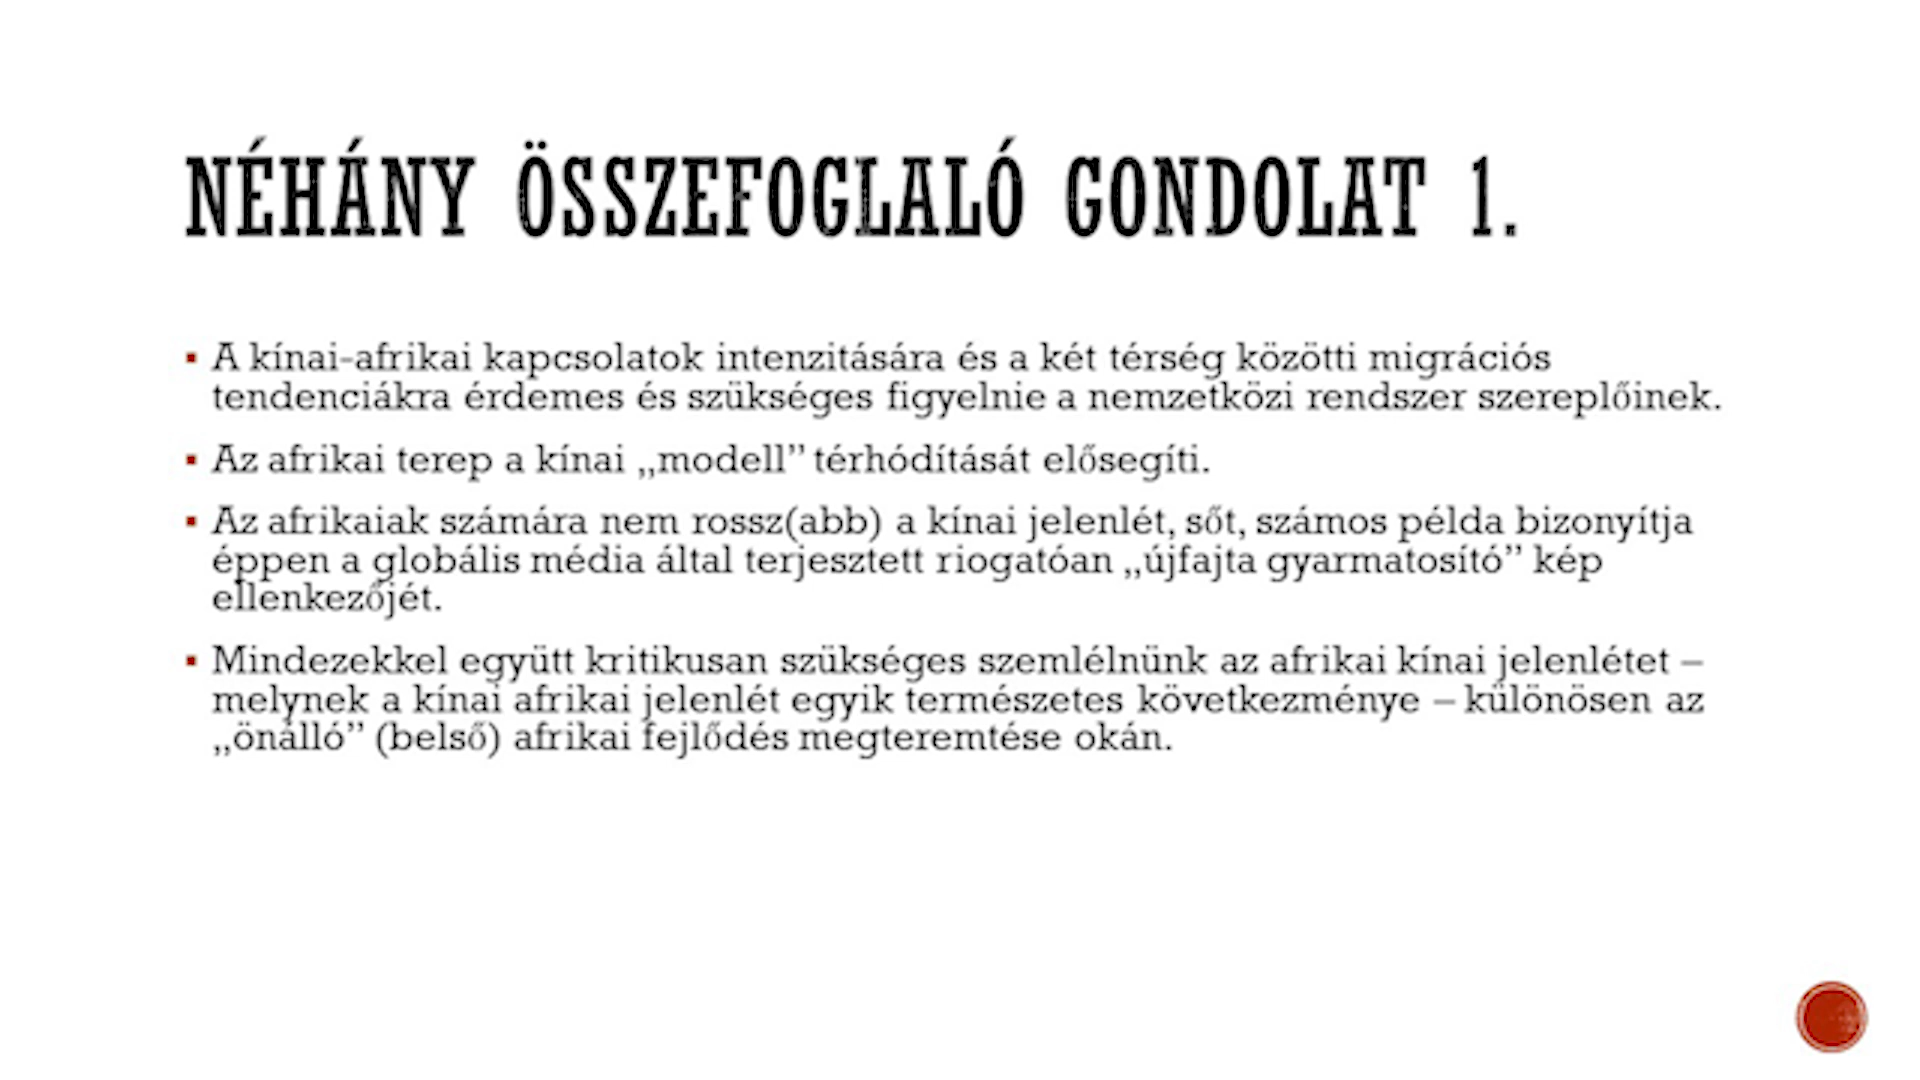 NÉHÁNY ÖSSZEFOGLALÓ GONDOLAT 1.
▪ A kínai-afrikai kapcsolatok intenzitására és a két térség közötti migrációs
tendenciákra érdemes és szükséges figyelnie a nemzetközi rendszer szereplőinek.
▪ Az afrikai terep a kínai „modell” térhódítását elősegíti.
▪ Az afrikaiak számára nem rossz(abb) a kínai jelenlét, sőt, számos példa bizonyítja
éppen a globális média által terjesztett riogatóan „újfajta gyarmatosító” kép
ellenkezőjét.
▪ Mindezekkel együtt kritikusan szükséges szemlélnünk az afrikai kínai jelenlétet –
melynek a kínai afrikai jelenlét egyik természetes következménye – különösen az
„önálló” (belső) afrikai fejlődés megteremtése okán.